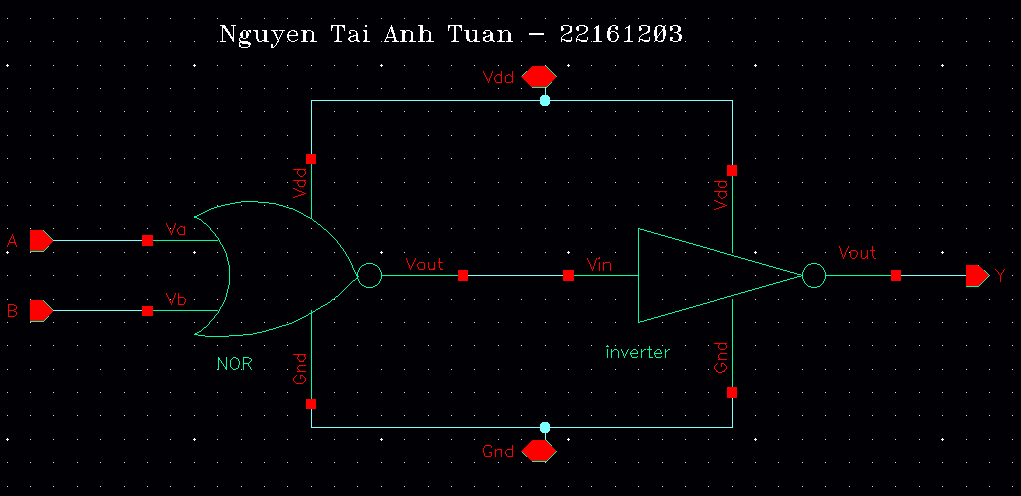 Nguyen Tai Anh Tuan - 22161203
Vdd
Vdd
Vdd
A
Va
Vout
Vin
Vout
Y
B
Vb
NOR
Gnd
inverter
Gnd
Gnd